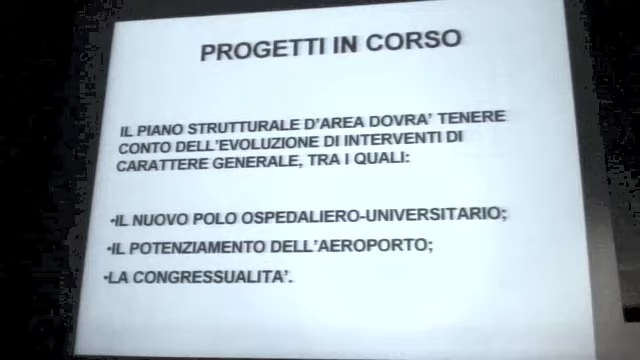 PROGETTI IN CORSO
IL PIANO STRUTTURALE D'AREA DOVRA' TENERE
CONTO DELL'EVOLUZIONE DI INTERVENTI DI
CARATTERE GENERALE, TRA I QUALI:
•IL NUOVO POLO OSPEDALIERO-UNIVERSITARIO;
•IL POTENZIAMENTO DELL'AEROPORTO;
•LA CONGRESSUALITA'.